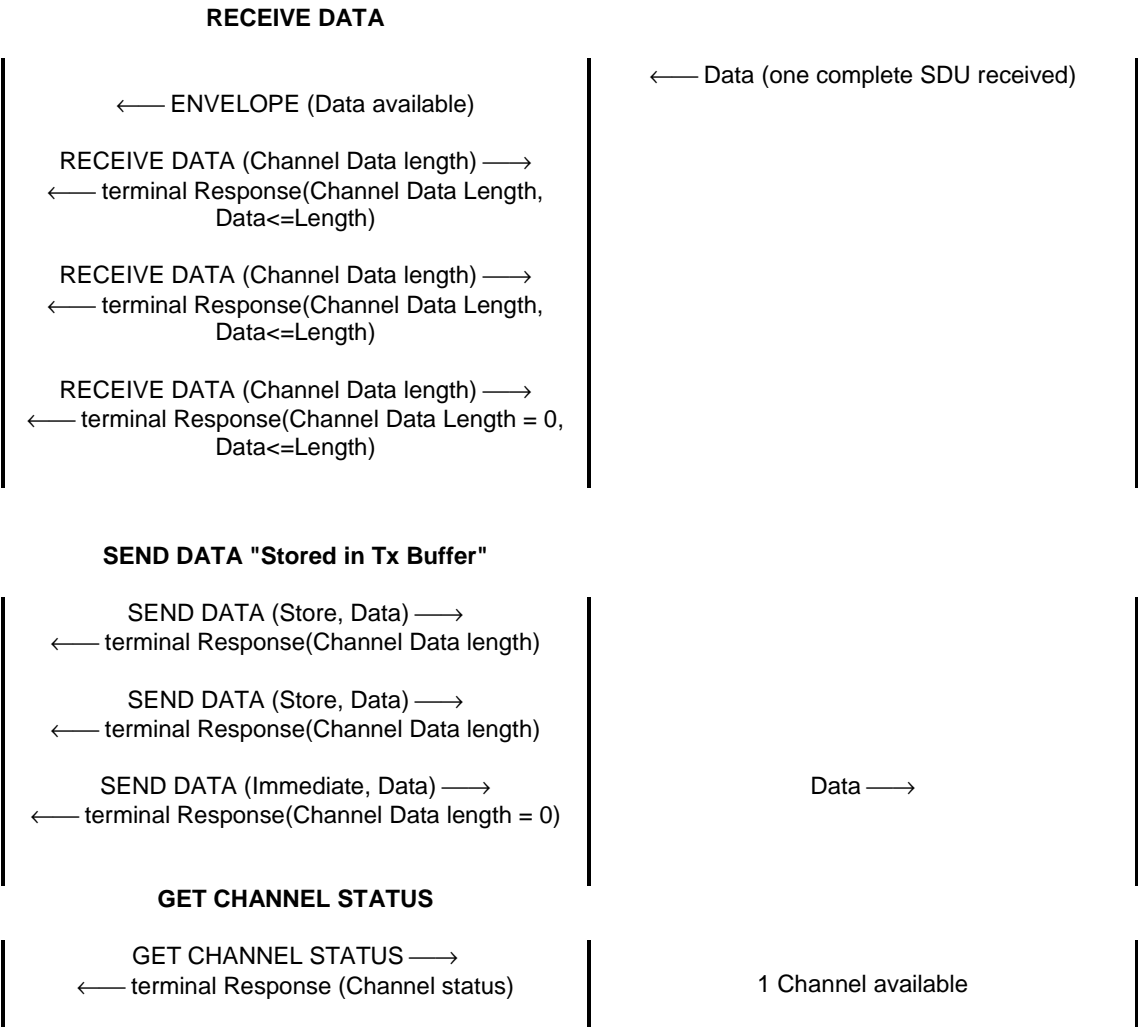 RECEIVE DATA
←── Data (one complete SDU received)
←── ENVELOPE (Data available)
RECEIVE DATA (Channel Data length) ──→
←── terminal Response(Channel Data Length,
Data<=Length)
RECEIVE DATA (Channel Data length) ──→
←── terminal Response(Channel Data Length,
Data<=Length)
RECEIVE DATA (Channel Data length) ──→
←── terminal Response(Channel Data Length = 0,
Data<=Length)
SEND DATA "Stored in Tx Buffer"
SEND DATA (Store, Data) ──→
←── terminal Response(Channel Data length)
SEND DATA (Store, Data) ──→
←── terminal Response(Channel Data length)
SEND DATA (Immediate, Data) ──→
Data ──→
←── terminal Response(Channel Data length = 0)
GET CHANNEL STATUS
GET CHANNEL STATUS ──→
←── terminal Response (Channel status)
1 Channel available